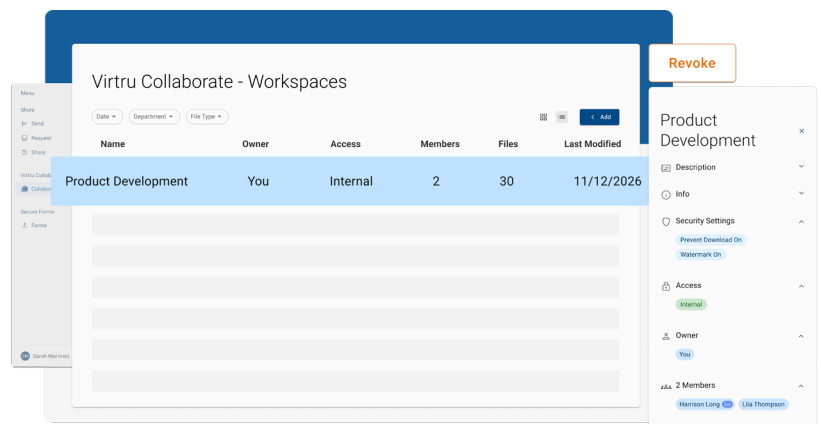 Menu
Share
Send
Request
Share
Virtru Collab
Collabor
Secure Forms
Forms
Sarah Martinez
Virtru Collaborate - Workspaces
Date Department File Type
Add
Name Owner Access Members Files Last Modified
Product Development You Internal 2 30 11/12/2026
Revoke
Product
Development
Description
Info
Security Settings
Prevent Download On
Watermark On
Access
Internal
Owner
You
2 Members
Harrison Long Lila Thompson